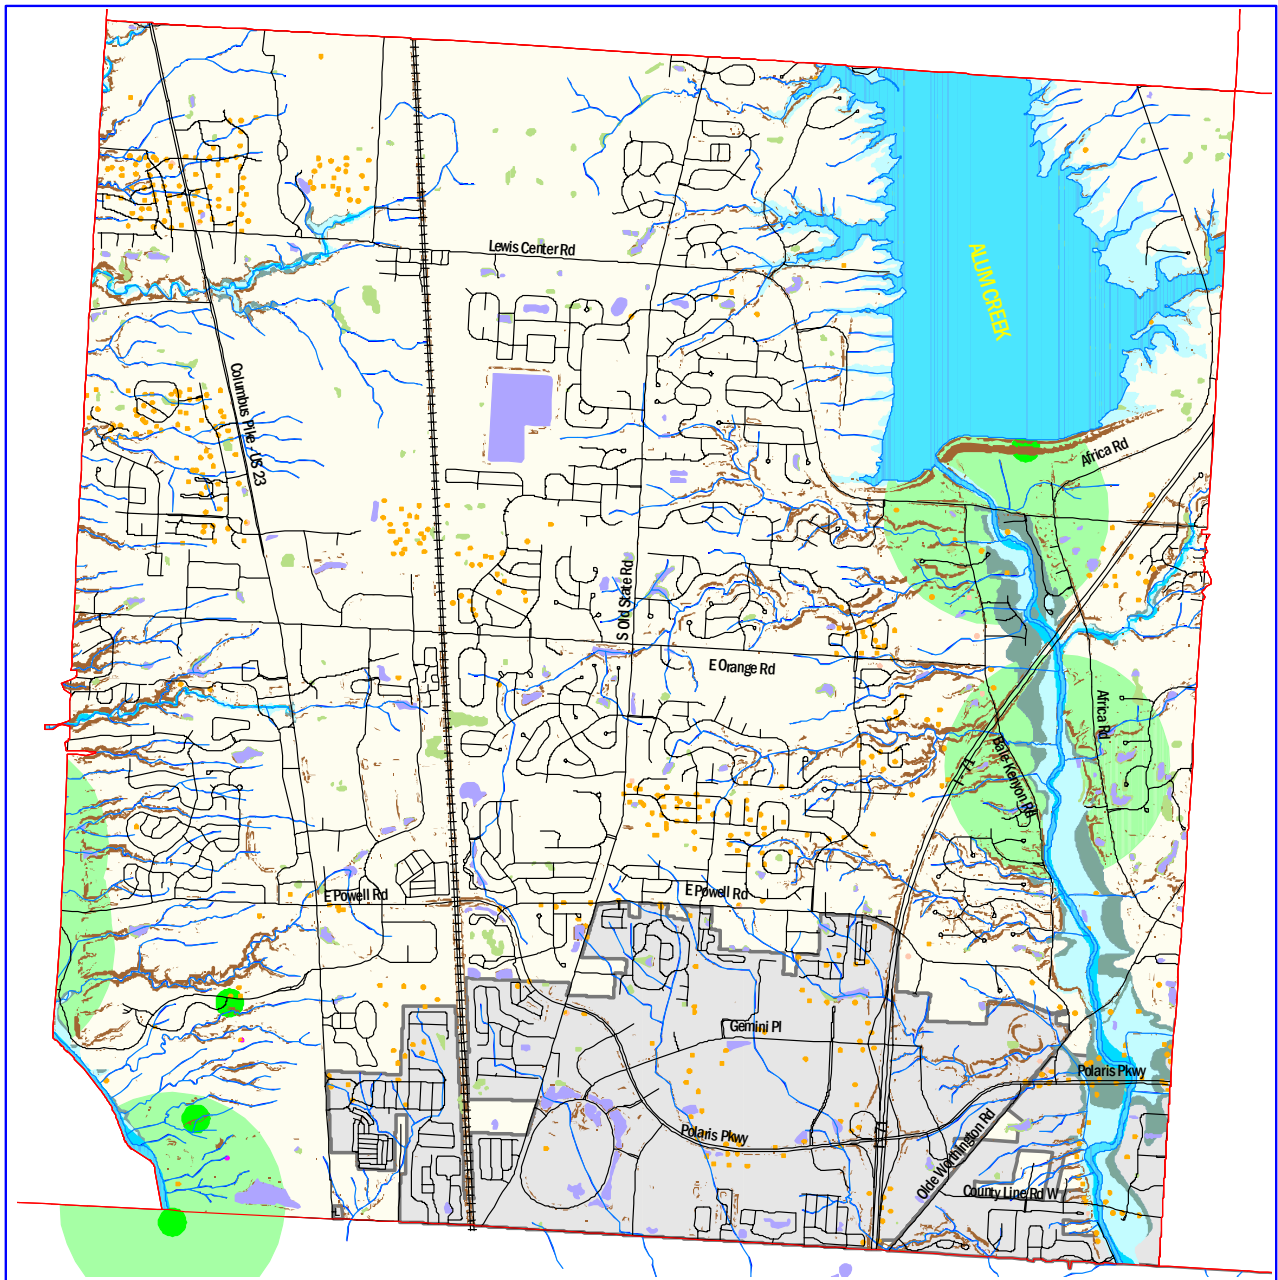 Lewis Center Rd
ALUM CREEK
Columbus Pike - US 23
Africa Rd
S Old State Rd
E Orange Rd
Africa Rd
I-71
Bale Kenyon Rd
E Powell Rd
E Powell Rd
Gemini Pl
Polaris Pkwy
Polaris Pkwy
Olde Worthington Rd
County Line Rd W